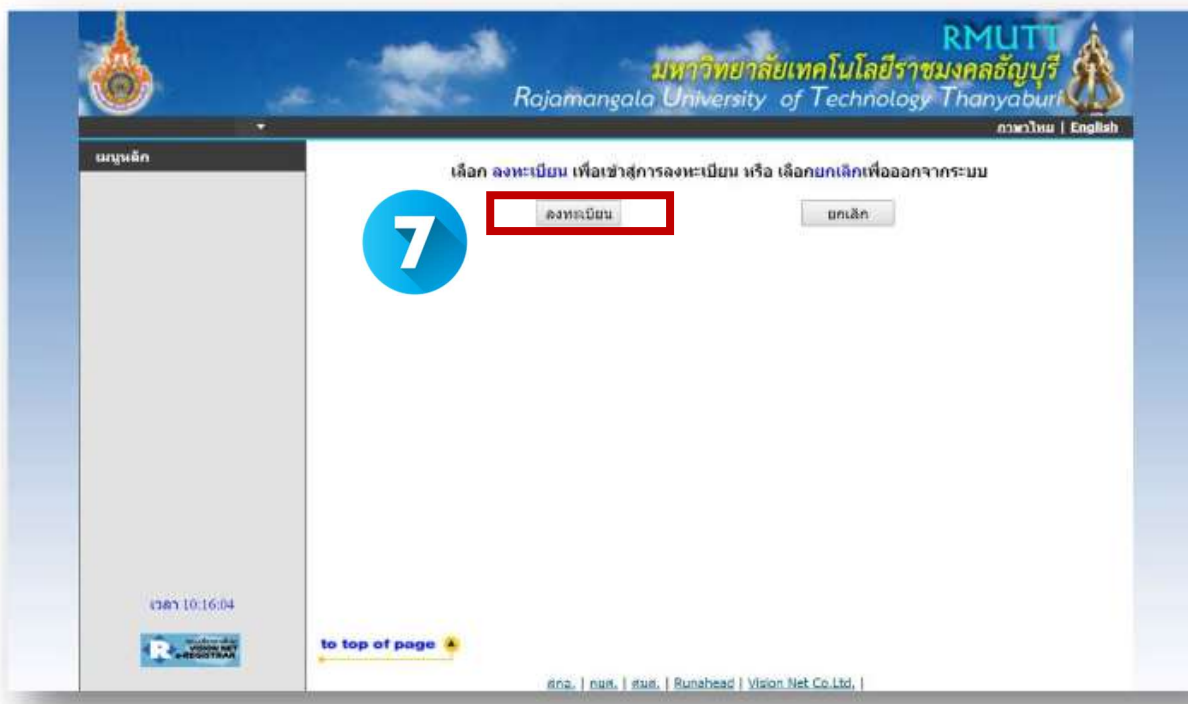 RMUTT
มหาวิทยาลัยเทคโนโลยีราชมงคลธัญบุรี
Rajamangala University of Technology Thanyaburi
ภาษาไทย | English
เมนูหลัก
เลือก ลงทะเบียน เพื่อเข้าสู่การลงทะเบียน หรือ เลือกยกเลิกเพื่อออกจากระบบ
ลงทะเบียน
ยกเลิก
7
เวลา 10:16:04
VISION NET
e-REGISTRAR
to top of page
สกอ. | กยศ. | สมศ. | Runahead | Vision Net Co.Ltd. |